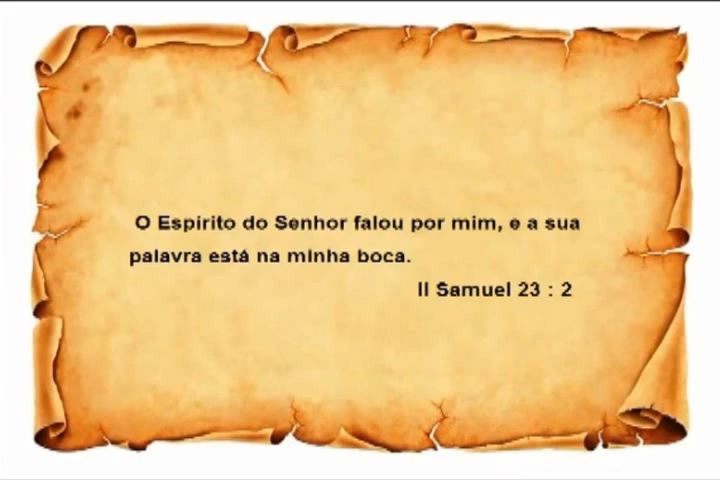 O Espirito do Senhor falou por mim, e a sua
palavra está na minha boca.
II Samuel 23 : 2